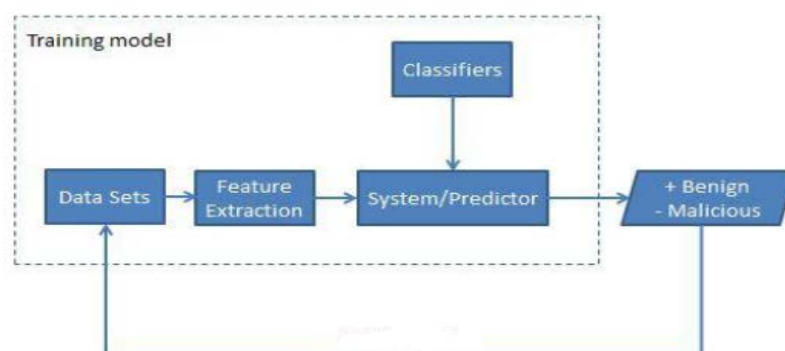 Training model
Classifiers
Data Sets
Feature
Extraction
System/Predictor
+ Benign
- Malicious